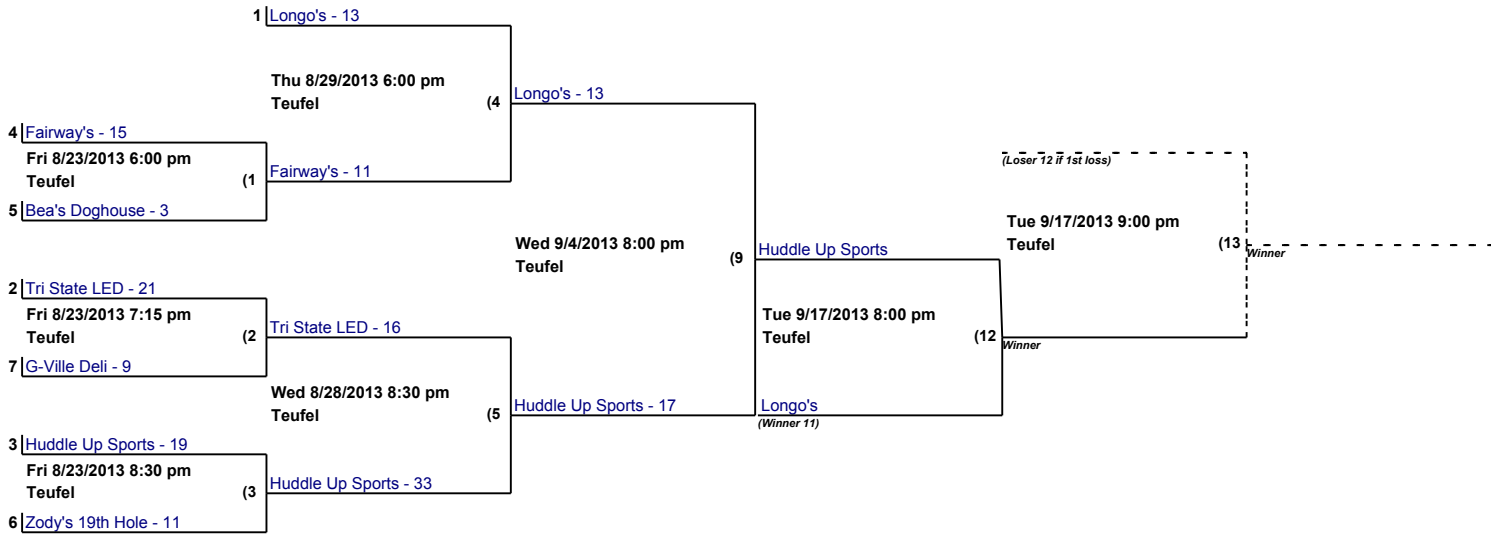 1 Longo's - 13
Thu 8/29/2013 6:00 pm
Teufel (4
Longo's - 13
4 Fairway's - 15
Fri 8/23/2013 6:00 pm
Teufel (1
Fairway's - 11
5 Bea's Doghouse - 3
(Loser 12 if 1st loss)
Tue 9/17/2013 9:00 pm
Teufel (13
Winner
Wed 9/4/2013 8:00 pm
Teufel (9
Huddle Up Sports
2 Tri State LED - 21
Fri 8/23/2013 7:15 pm
Teufel (2
Tri State LED - 16
7 G-Ville Deli - 9
Tue 9/17/2013 8:00 pm
Teufel (12
Winner
Wed 8/28/2013 8:30 pm
Teufel (5
Huddle Up Sports - 17
Longo's
(Winner 11)
3 Huddle Up Sports - 19
Fri 8/23/2013 8:30 pm
Teufel (3
Huddle Up Sports - 33
6 Zody's 19th Hole - 11